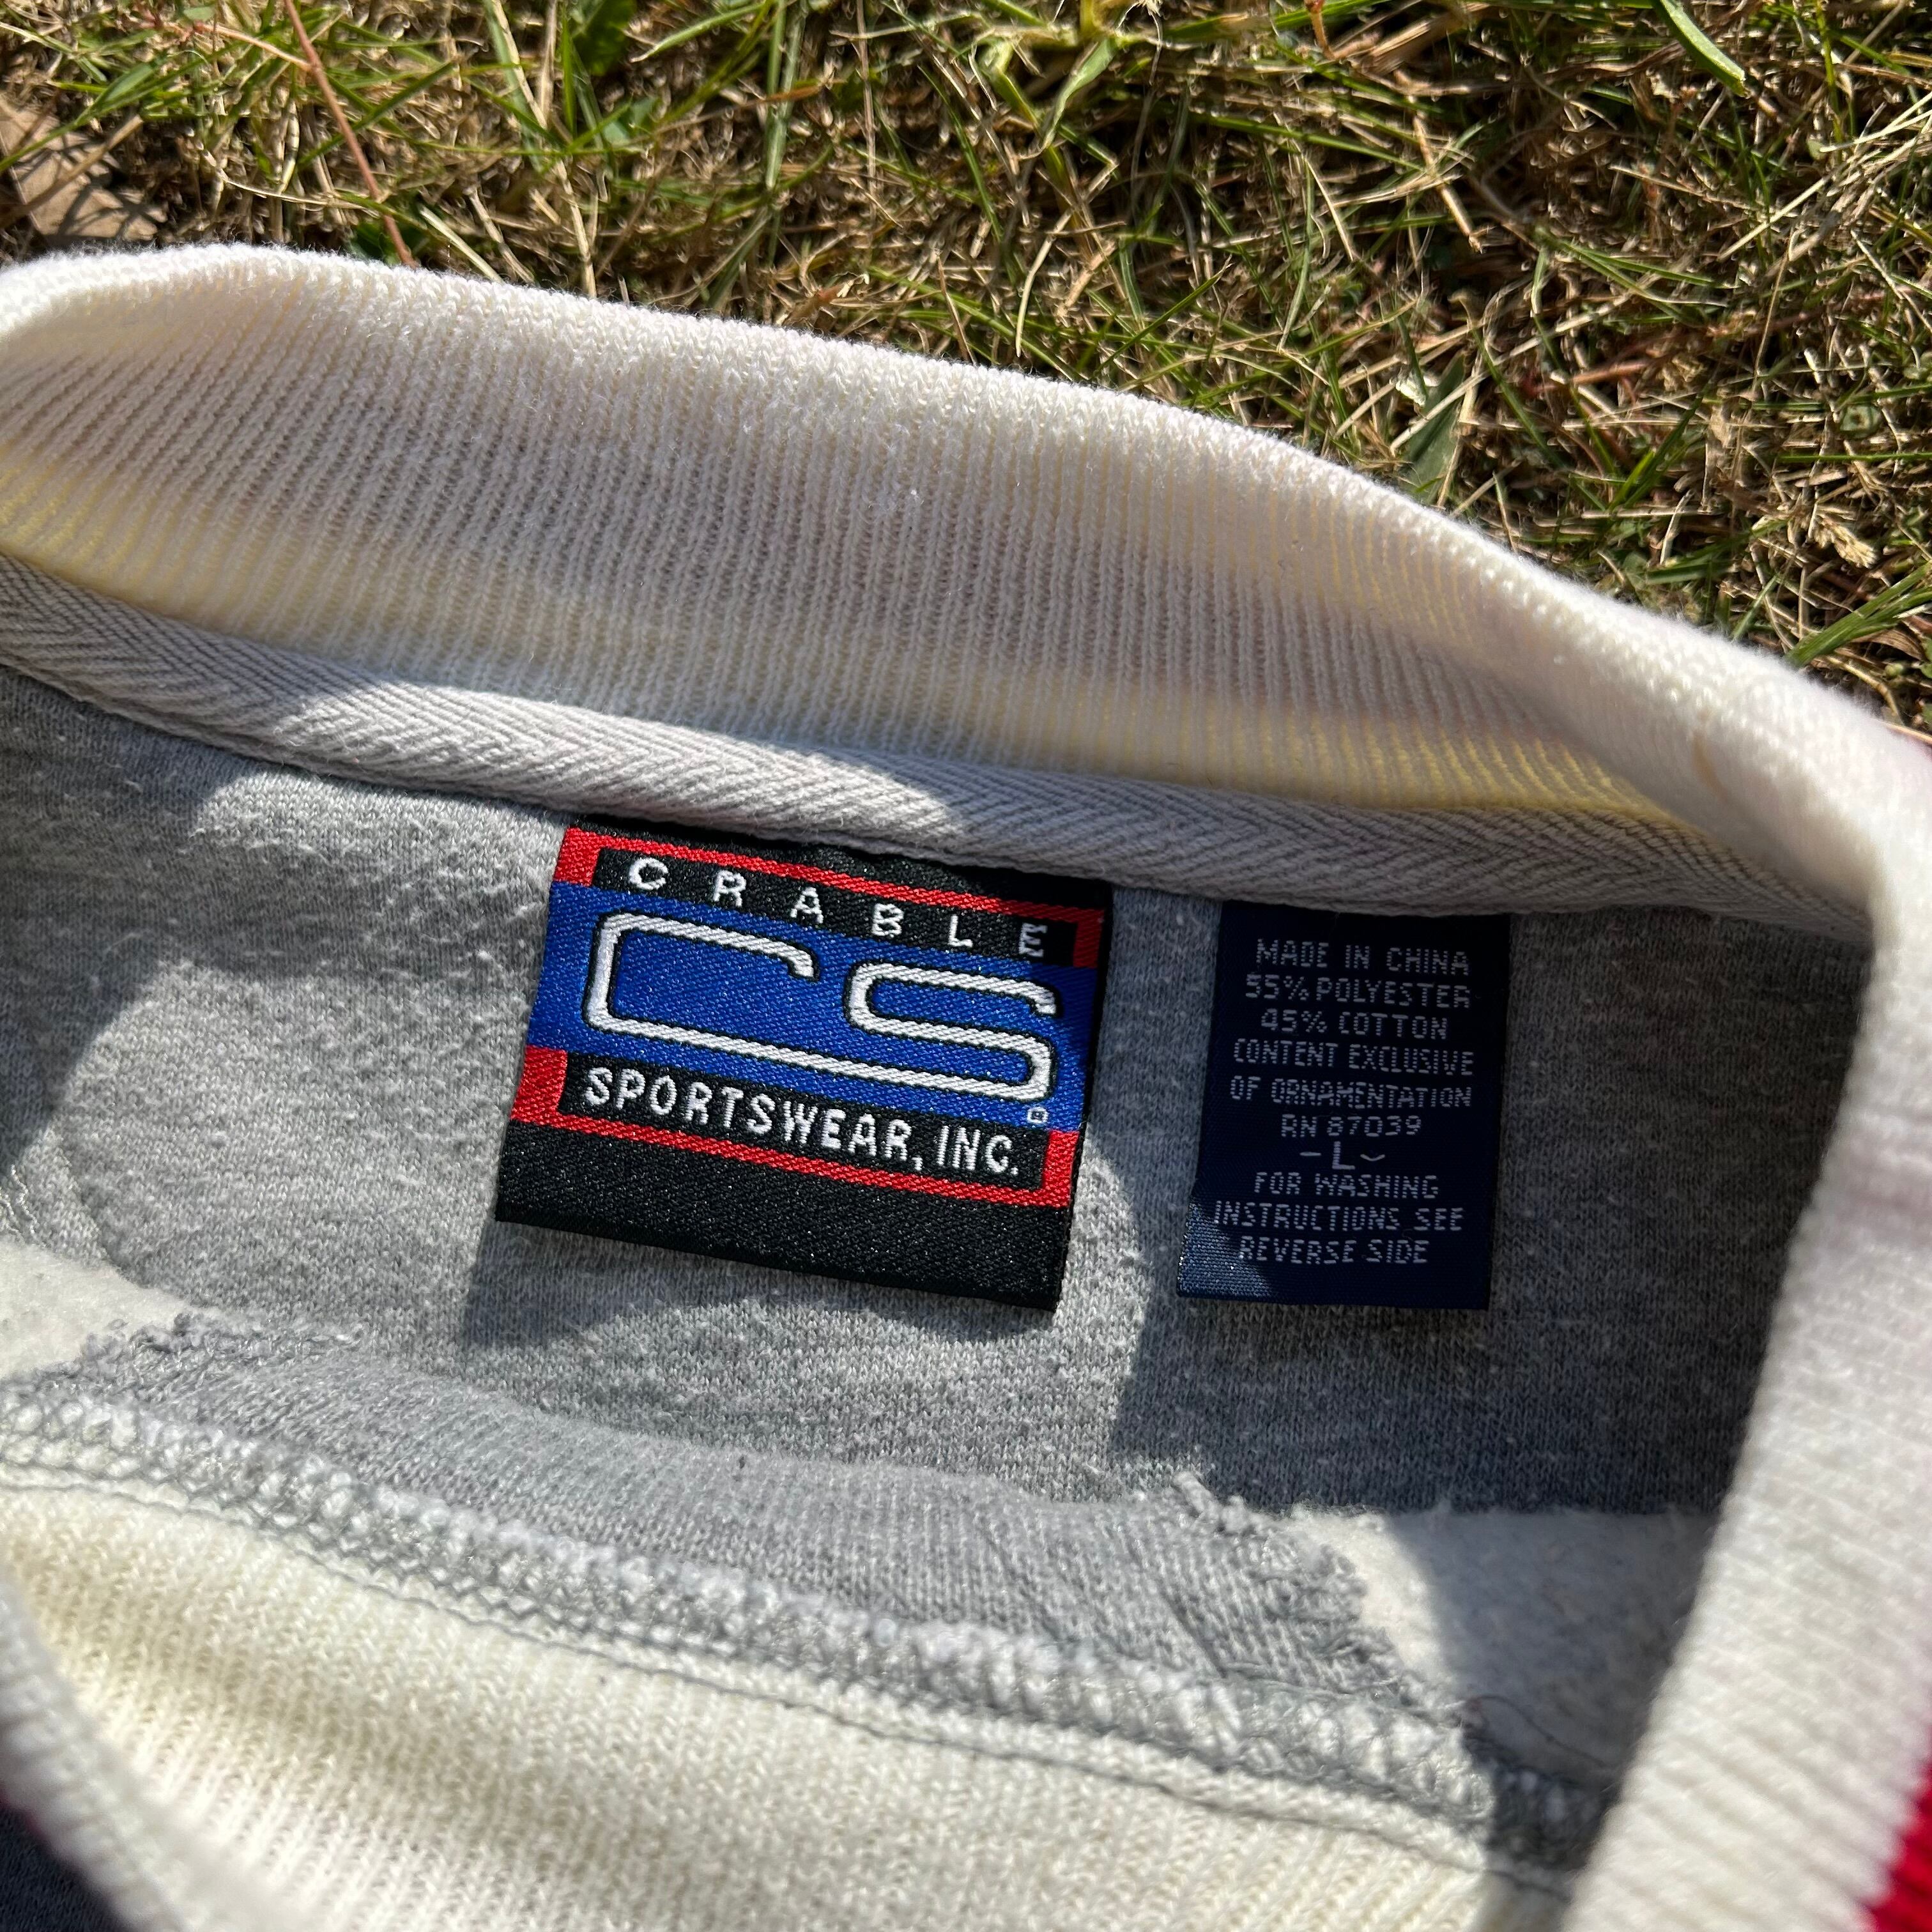 CRABLE
CS
®
SPORTSWEAR, INC.
MADE IN CHINA
55% POLYESTER
45% COTTON
CONTENT EXCLUSIVE
OF ORNAMENTATION
RN 87039
-L-
FOR WASHING
INSTRUCTIONS SEE
REVERSE SIDE